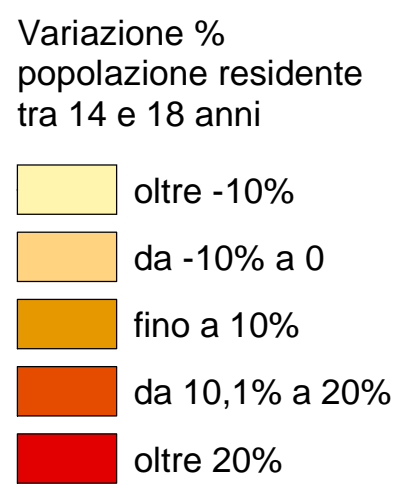 Variazione %
popolazione residente
tra 14 e 18 anni
oltre -10%
da -10% a 0
fino a 10%
da 10,1% a 20%
oltre 20%